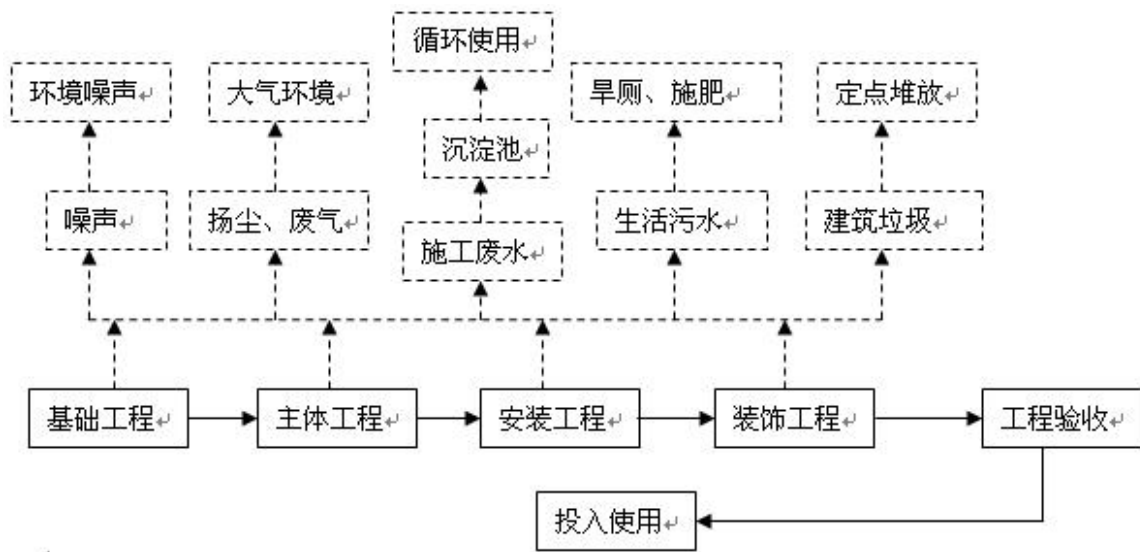 循环使用
环境噪声
大气环境
旱厕、施肥
定点堆放
沉淀池
噪声
扬尘、废气
生活污水
建筑垃圾
施工废水
基础工程
主体工程
安装工程
装饰工程
工程验收
投入使用